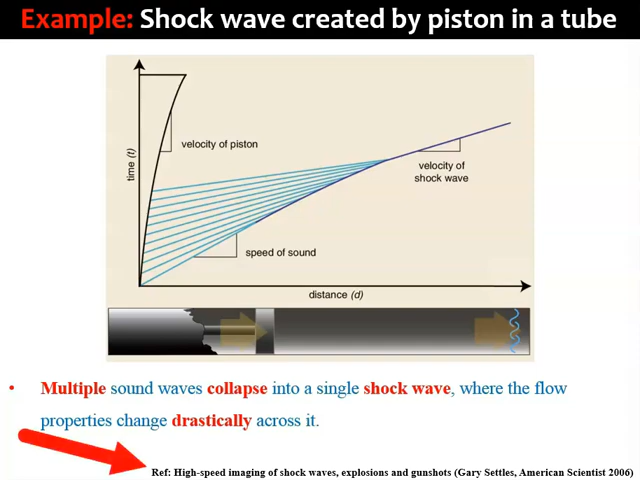 Example: Shock wave created by piston in a tube
time (t)
velocity of piston
velocity of
shock wave
speed of sound
distance (d)
• Multiple sound waves collapse into a single shock wave, where the flow
properties change drastically across it.
Ref: High-speed imaging of shock waves, explosions and gunshots (Gary Settles, American Scientist 2006)